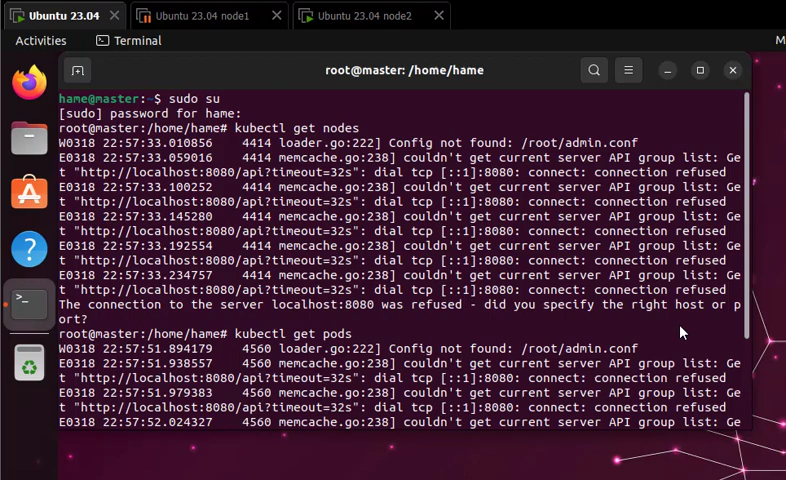 Ubuntu 23.04
Ubuntu 23.04 node1
Ubuntu 23.04 node2
Activities
Terminal
M
root@master: /home/hame
hame@master:~$ sudo su
[sudo] password for hame:
root@master:/home/hame# kubectl get nodes
W0318 22:57:33.010856    4414 loader.go:222] Config not found: /root/admin.conf
E0318 22:57:33.059016    4414 memcache.go:238] couldn't get current server API group list: Ge
t "http://localhost:8080/api?timeout=32s": dial tcp [::1]:8080: connect: connection refused
E0318 22:57:33.100252    4414 memcache.go:238] couldn't get current server API group list: Ge
t "http://localhost:8080/api?timeout=32s": dial tcp [::1]:8080: connect: connection refused
E0318 22:57:33.145280    4414 memcache.go:238] couldn't get current server API group list: Ge
t "http://localhost:8080/api?timeout=32s": dial tcp [::1]:8080: connect: connection refused
E0318 22:57:33.192554    4414 memcache.go:238] couldn't get current server API group list: Ge
t "http://localhost:8080/api?timeout=32s": dial tcp [::1]:8080: connect: connection refused
E0318 22:57:33.234757    4414 memcache.go:238] couldn't get current server API group list: Ge
t "http://localhost:8080/api?timeout=32s": dial tcp [::1]:8080: connect: connection refused
The connection to the server localhost:8080 was refused - did you specify the right host or p
ort?
root@master:/home/hame# kubectl get pods
W0318 22:57:51.894179    4560 loader.go:222] Config not found: /root/admin.conf
E0318 22:57:51.938557    4560 memcache.go:238] couldn't get current server API group list: Ge
t "http://localhost:8080/api?timeout=32s": dial tcp [::1]:8080: connect: connection refused
E0318 22:57:51.979383    4560 memcache.go:238] couldn't get current server API group list: Ge
t "http://localhost:8080/api?timeout=32s": dial tcp [::1]:8080: connect: connection refused
E0318 22:57:52.024327    4560 memcache.go:238] couldn't get current server API group list: Ge